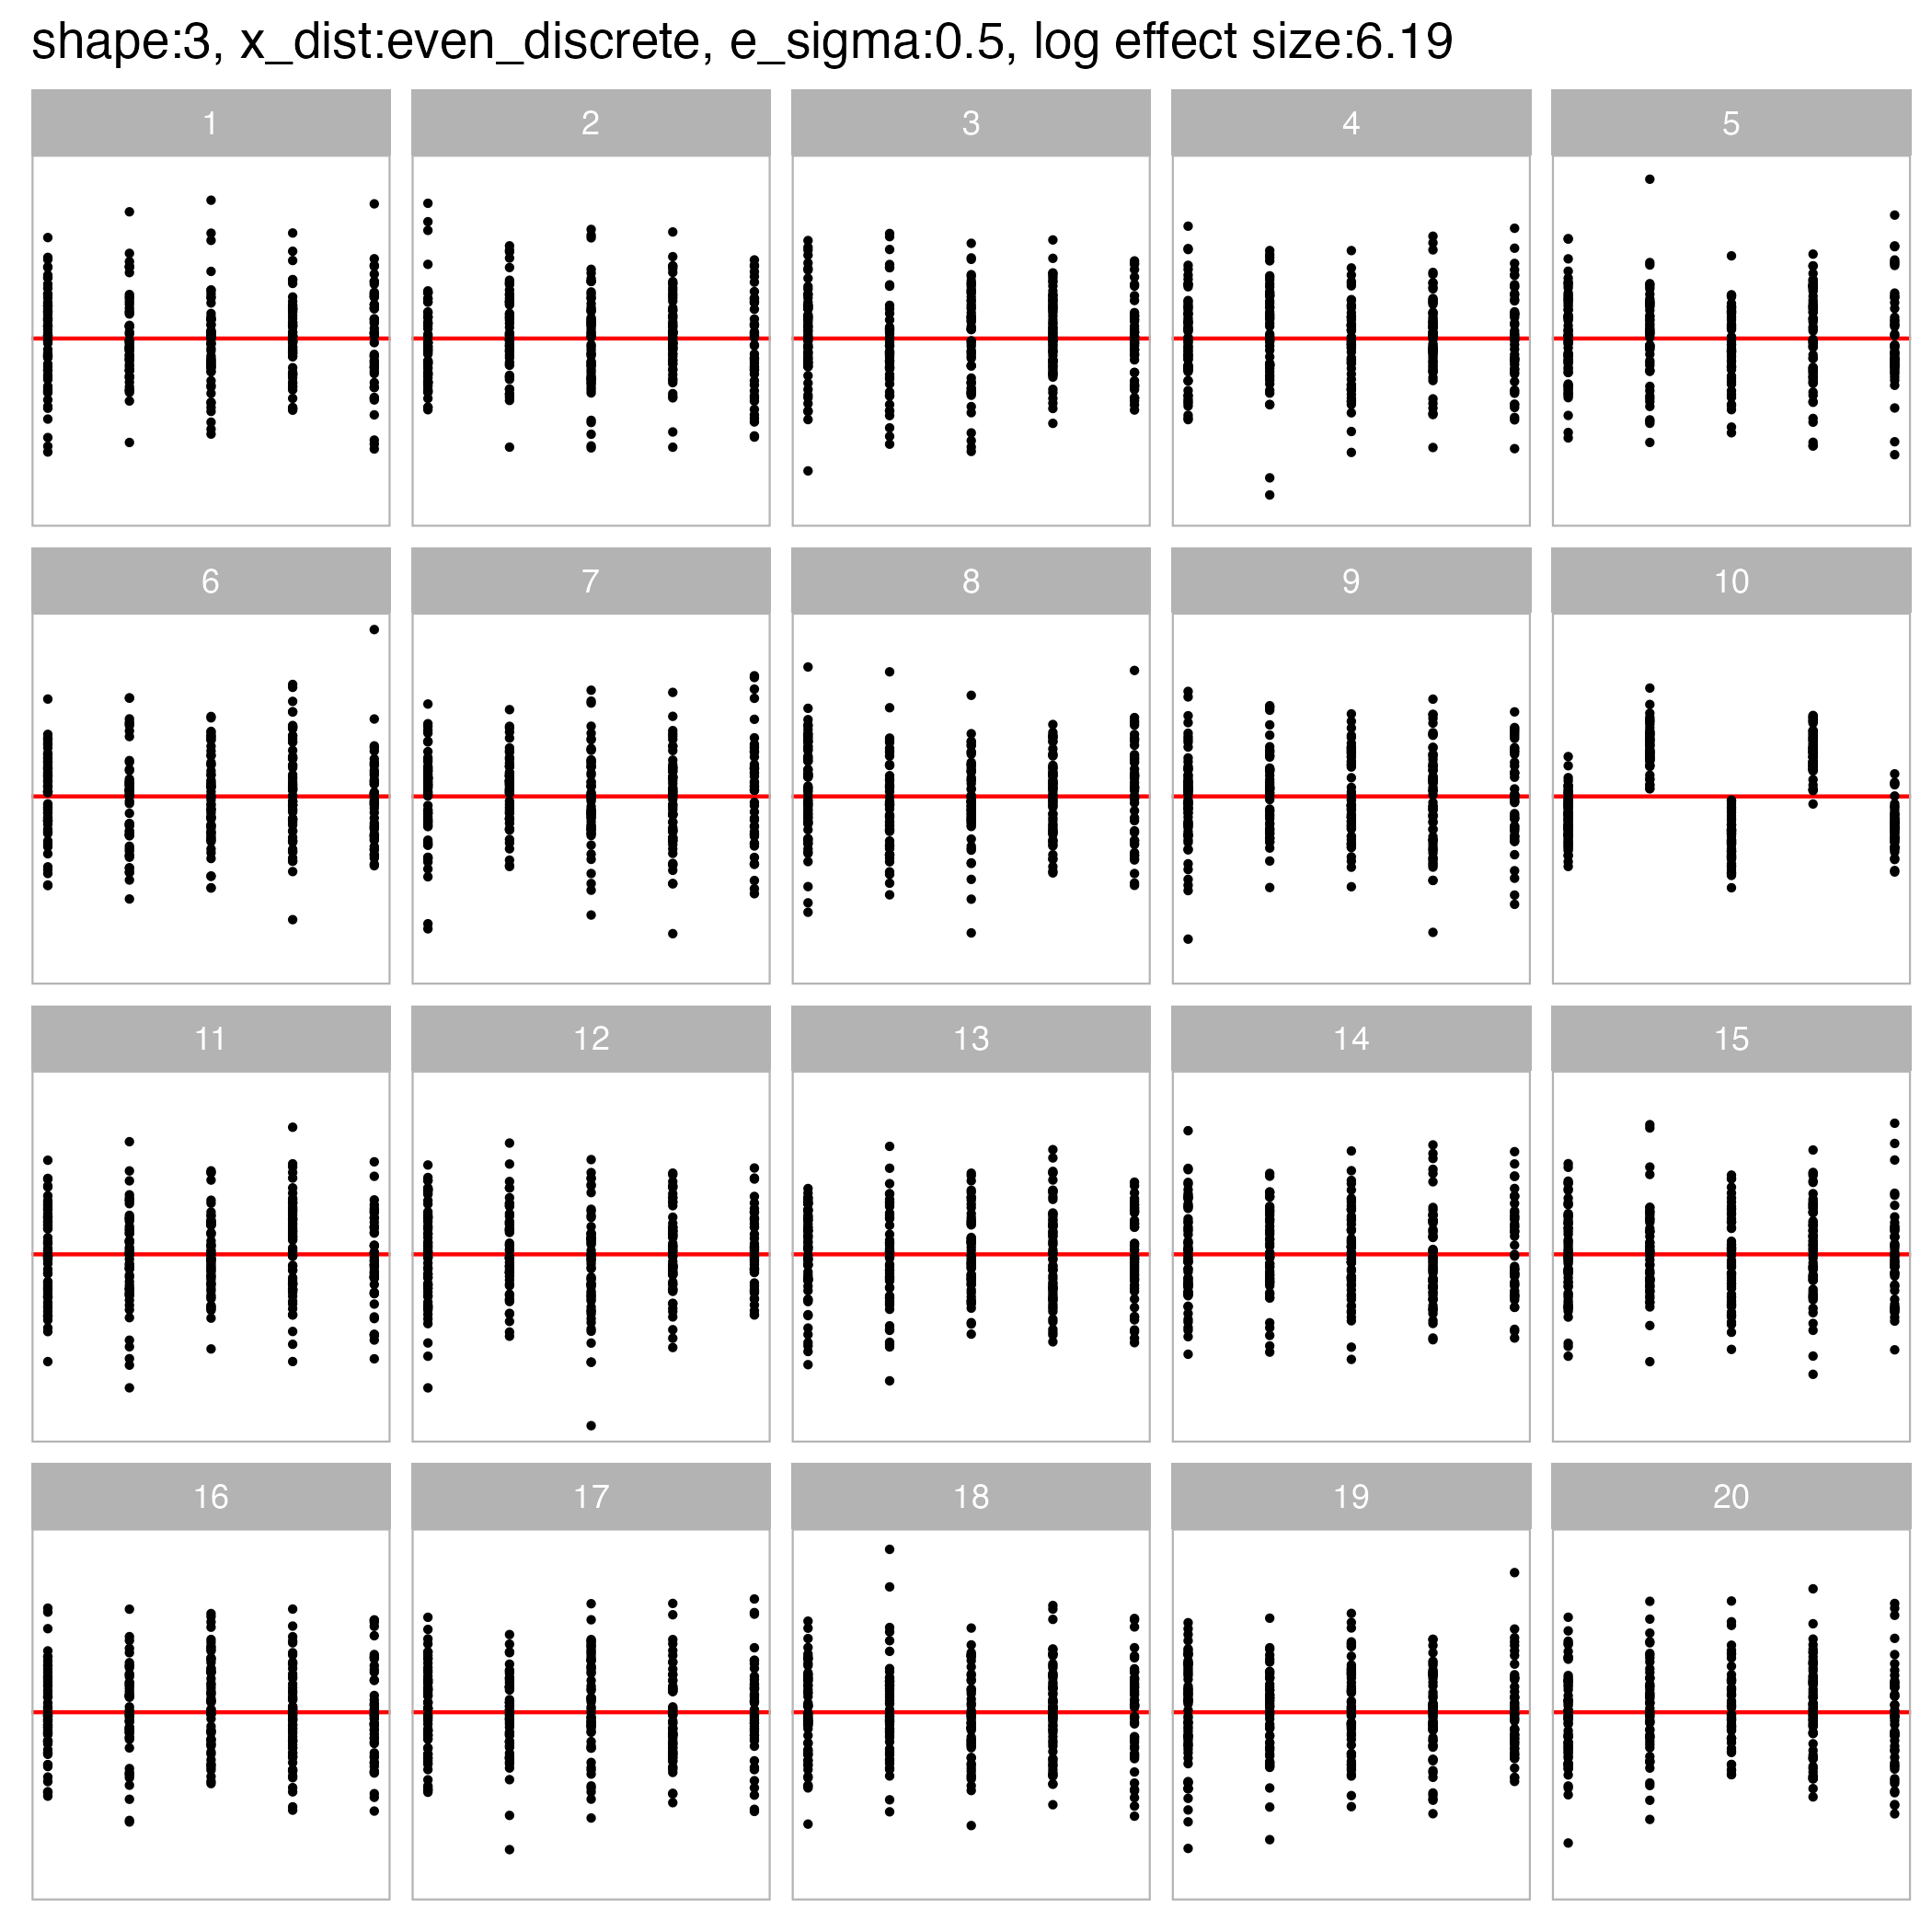 shape:3, x_dist:even_discrete, e_sigma:0.5, log effect size:6.19
1 2 3 4 5
6 7 8 9 10
11 12 13 14 15
16 17 18 19 20